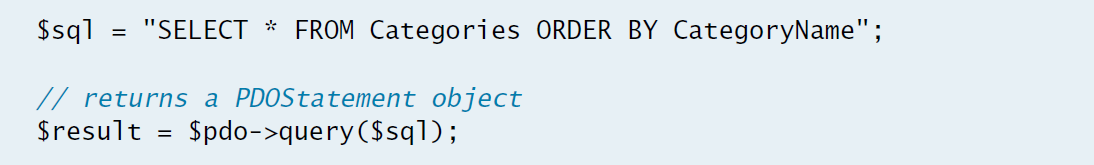 $sql = "SELECT * FROM Categories ORDER BY CategoryName";
// returns a PDOStatement object
$result = $pdo->query($sql);